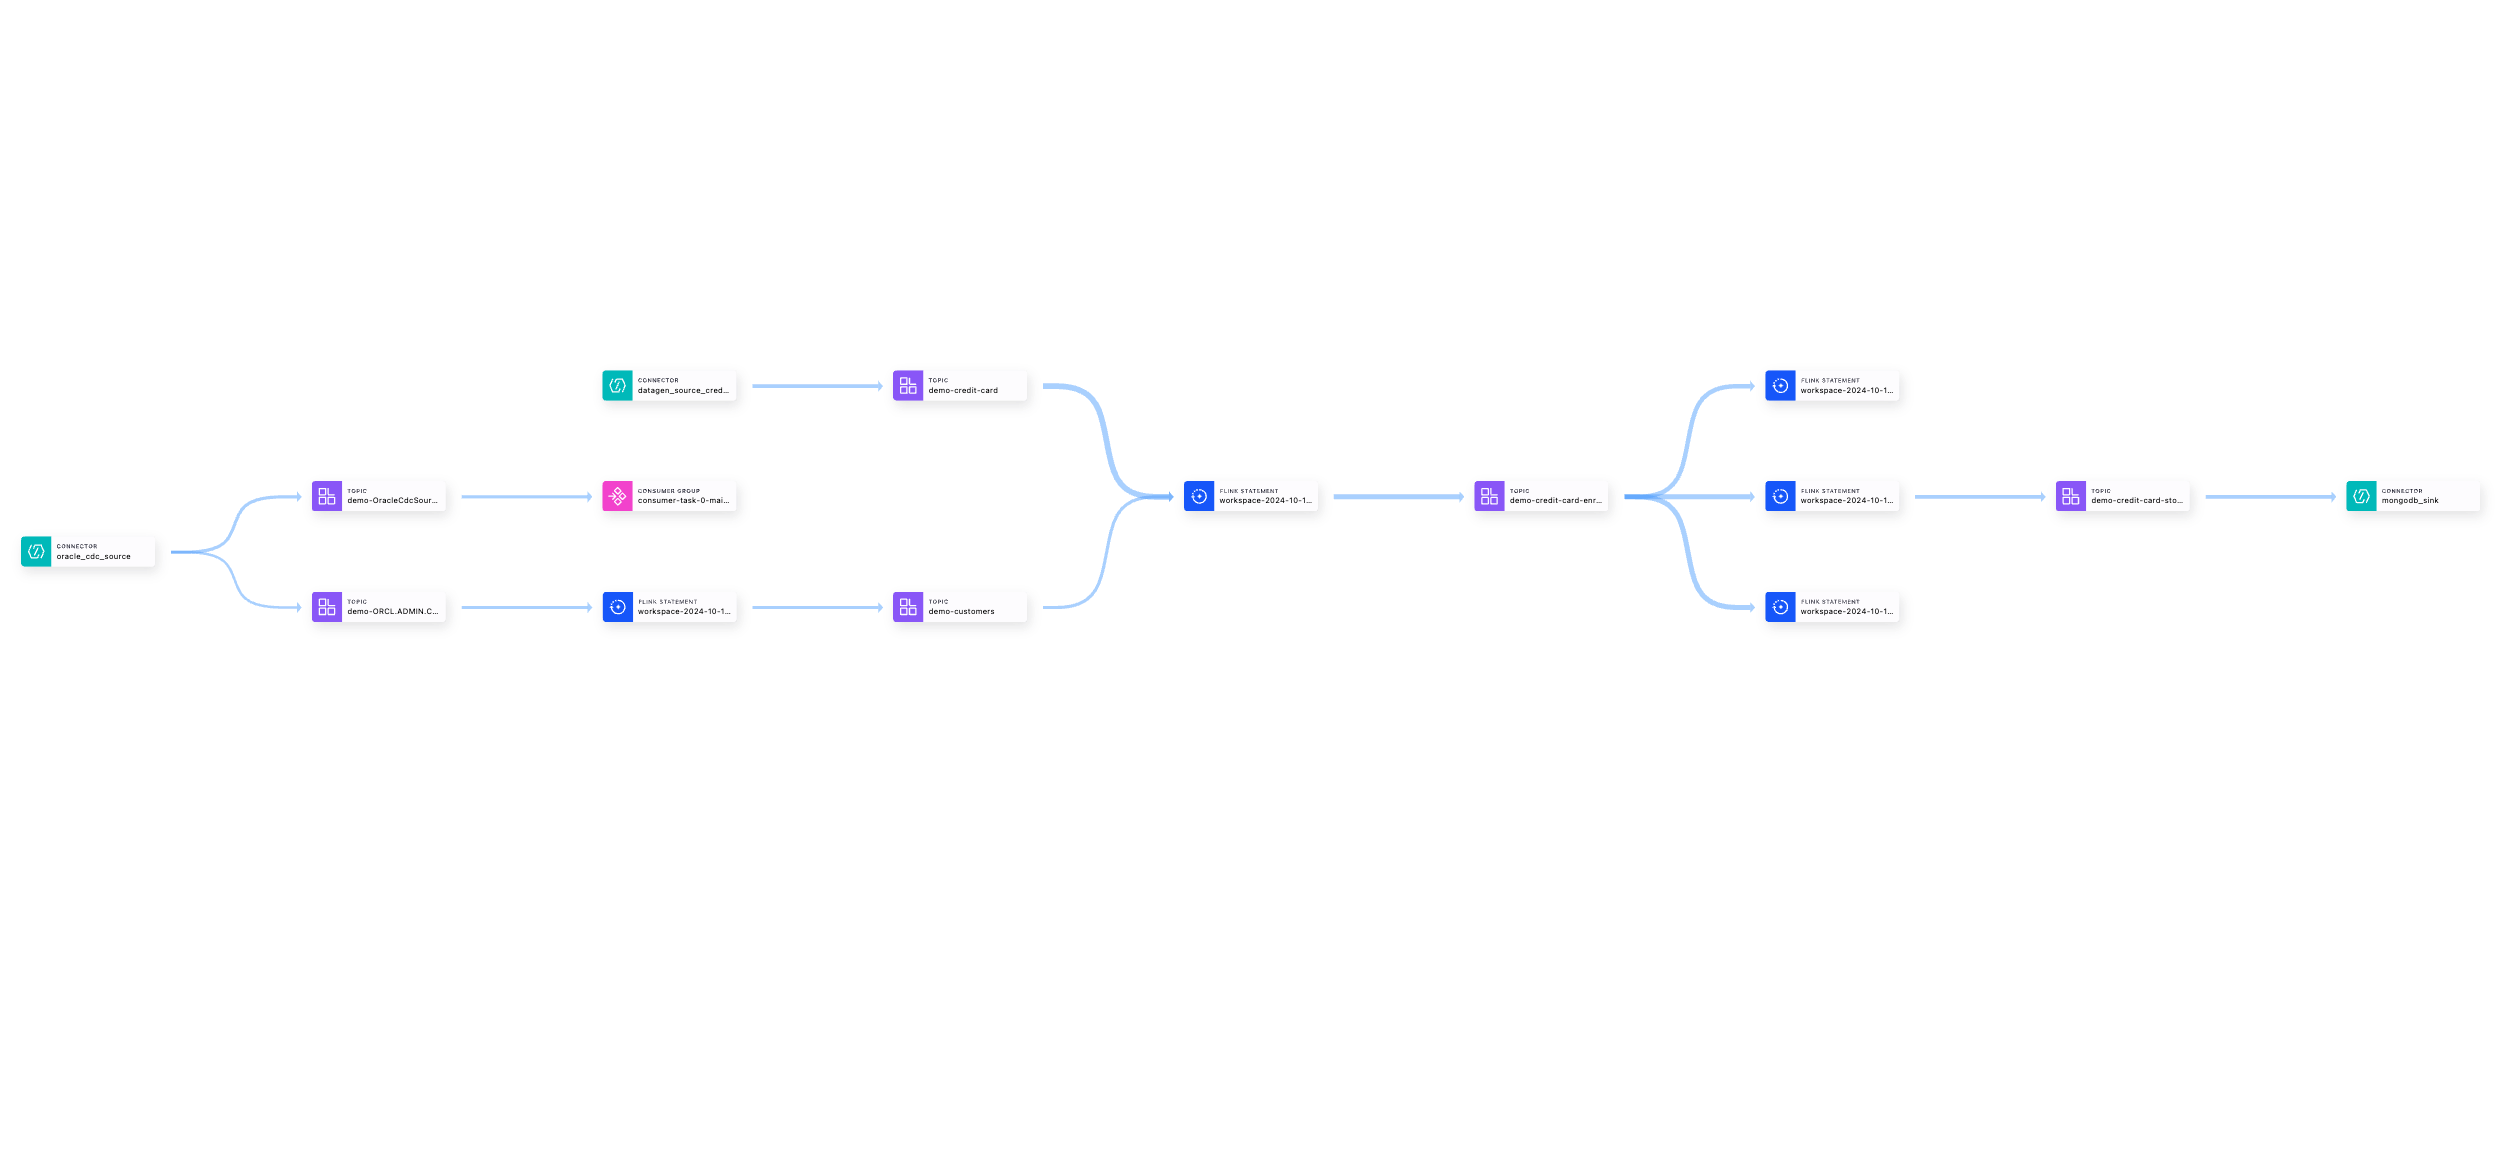 CONNECTOR
datagen_source_cred...
TOPIC
demo-credit-card
FLINK STATEMENT
workspace-2024-10-1...
TOPIC
demo-OracleCdcSour...
CONSUMER GROUP
consumer-task-0-mai...
FLINK STATEMENT
workspace-2024-10-1...
TOPIC
demo-credit-card-enr...
FLINK STATEMENT
workspace-2024-10-1...
TOPIC
demo-credit-card-sto...
CONNECTOR
mongodb_sink
CONNECTOR
oracle_cdc_source
TOPIC
demo-ORCL.ADMIN.C...
FLINK STATEMENT
workspace-2024-10-1...
TOPIC
demo-customers
FLINK STATEMENT
workspace-2024-10-1...